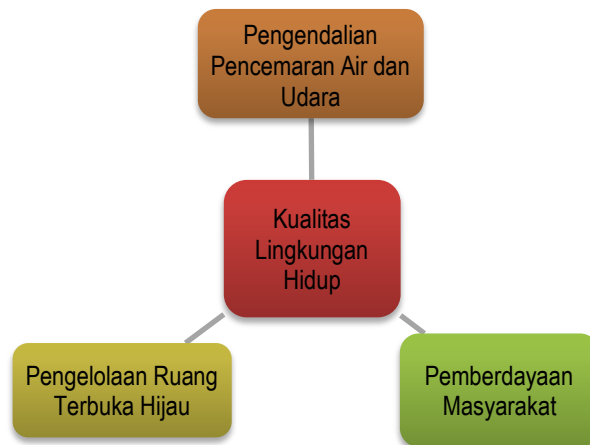 Pengendalian
Pencemaran Air dan
Udara
Kualitas
Lingkungan
Hidup
Pengelolaan Ruang
Terbuka Hijau
Pemberdayaan
Masyarakat